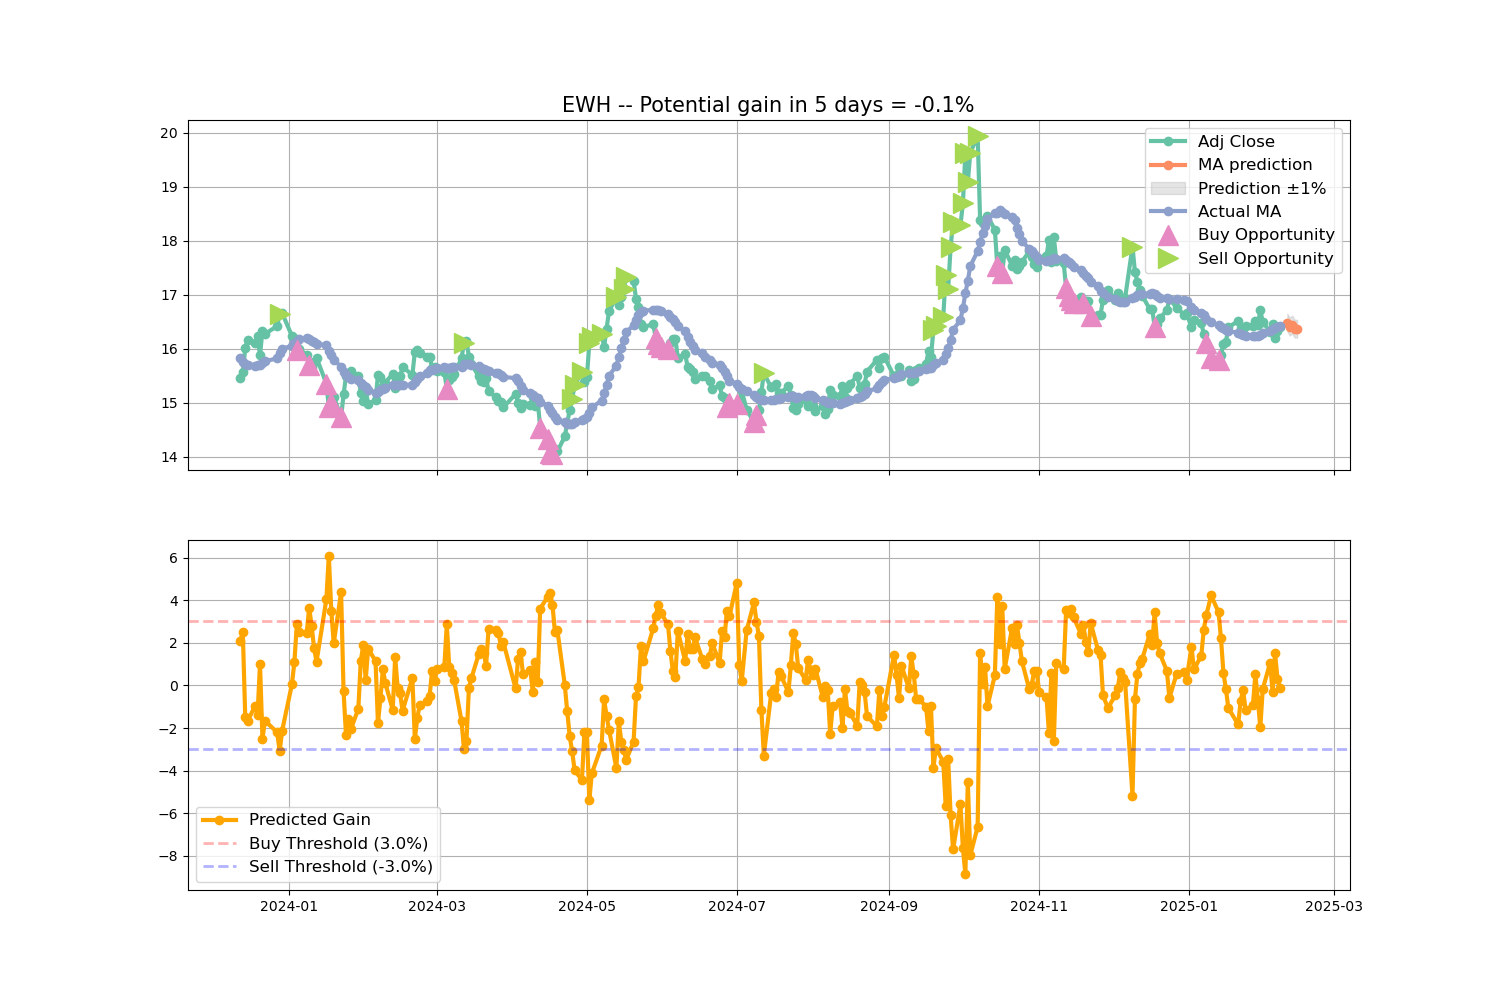 EWH -- Potential gain in 5 days = -0.1%
20
19
18
17
16
15
14
Adj Close
MA prediction
Prediction ±1%
Actual MA
Buy Opportunity
Sell Opportunity
6
4
2
0
−2
−4
−6
−8
Predicted Gain
Buy Threshold (3.0%)
Sell Threshold (-3.0%)
2024-01 2024-03 2024-05 2024-07 2024-09 2024-11 2025-01 2025-03